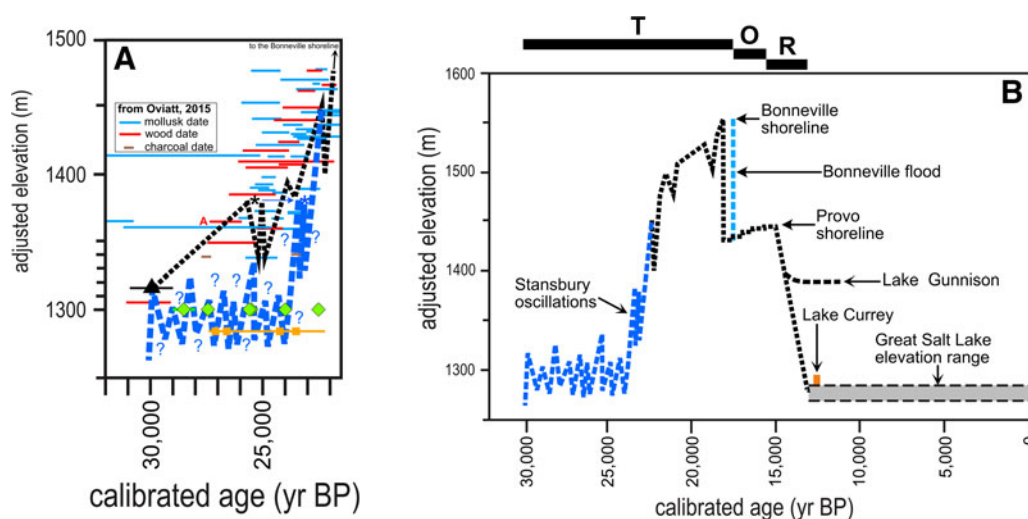 A
to the Bonneville shoreline
from Oviatt, 2015
mollusk date
wood date
charcoal date
1500
1400
1300
adjusted elevation (m)
A
*
*
?
?
?
?
?
?
?
?
?
?
?
30,000
25,000
calibrated age (yr BP)
T
O
R
B
1600
1500
1400
1300
adjusted elevation (m)
Bonneville
shoreline
Bonneville flood
Provo
shoreline
Lake Gunnison
Stansbury
oscillations
Lake Currey
Great Salt Lake
elevation range
30,000
25,000
20,000
15,000
10,000
5,000
0
calibrated age (yr BP)